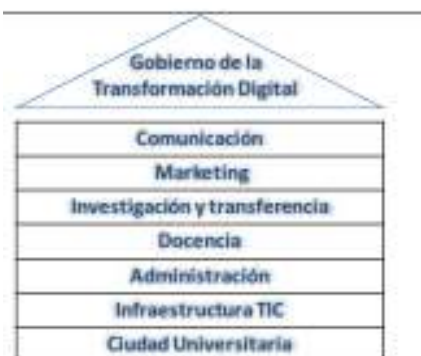 Gobierno de la
Transformación Digital
Comunicación
Marketing
Investigación y transferencia
Docencia
Administración
Infraestructura TIC
Ciudad Universitaria